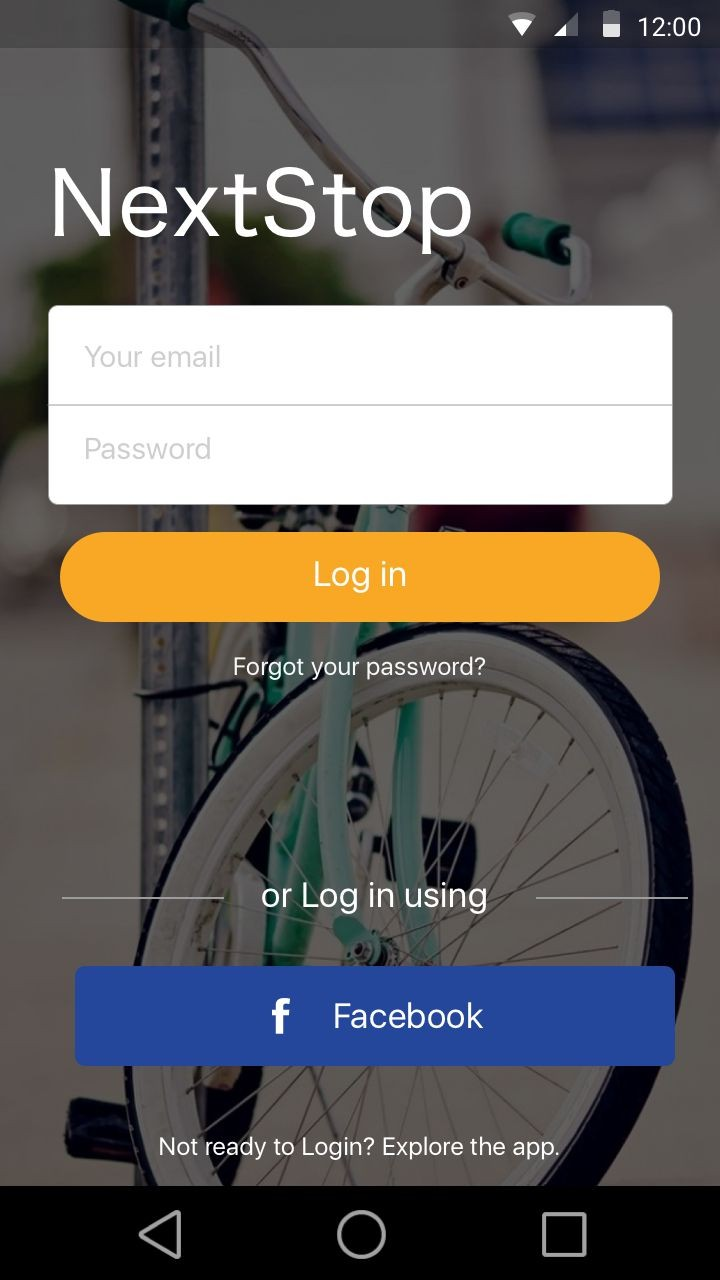 12:00
NextStop
Your email
Password
Log in
Forgot your password?
or Log in using
f Facebook
Not ready to Login? Explore the app.